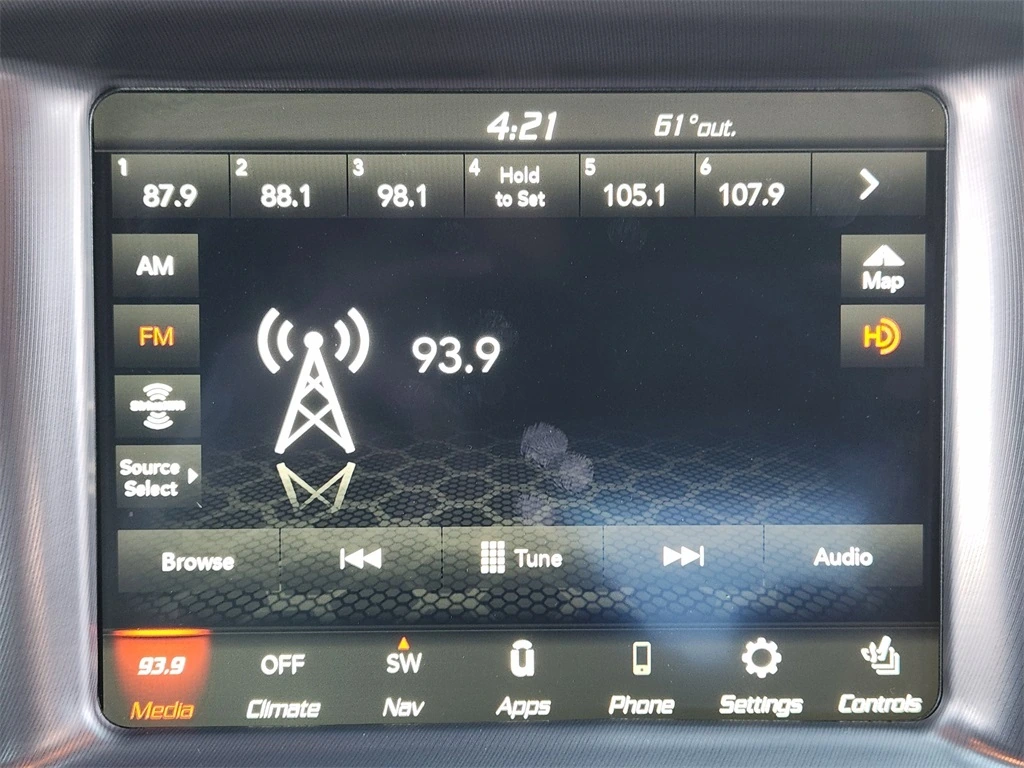 4:21 61°out.
1 87.9 2 88.1 3 98.1 4 Hold to Set 5 105.1 6 107.9
AM
Map
FM
HD
93.9
Source
Select
Browse Tune Audio
93.9 OFF SW
Media Climate Nav Apps Phone Settings Controls